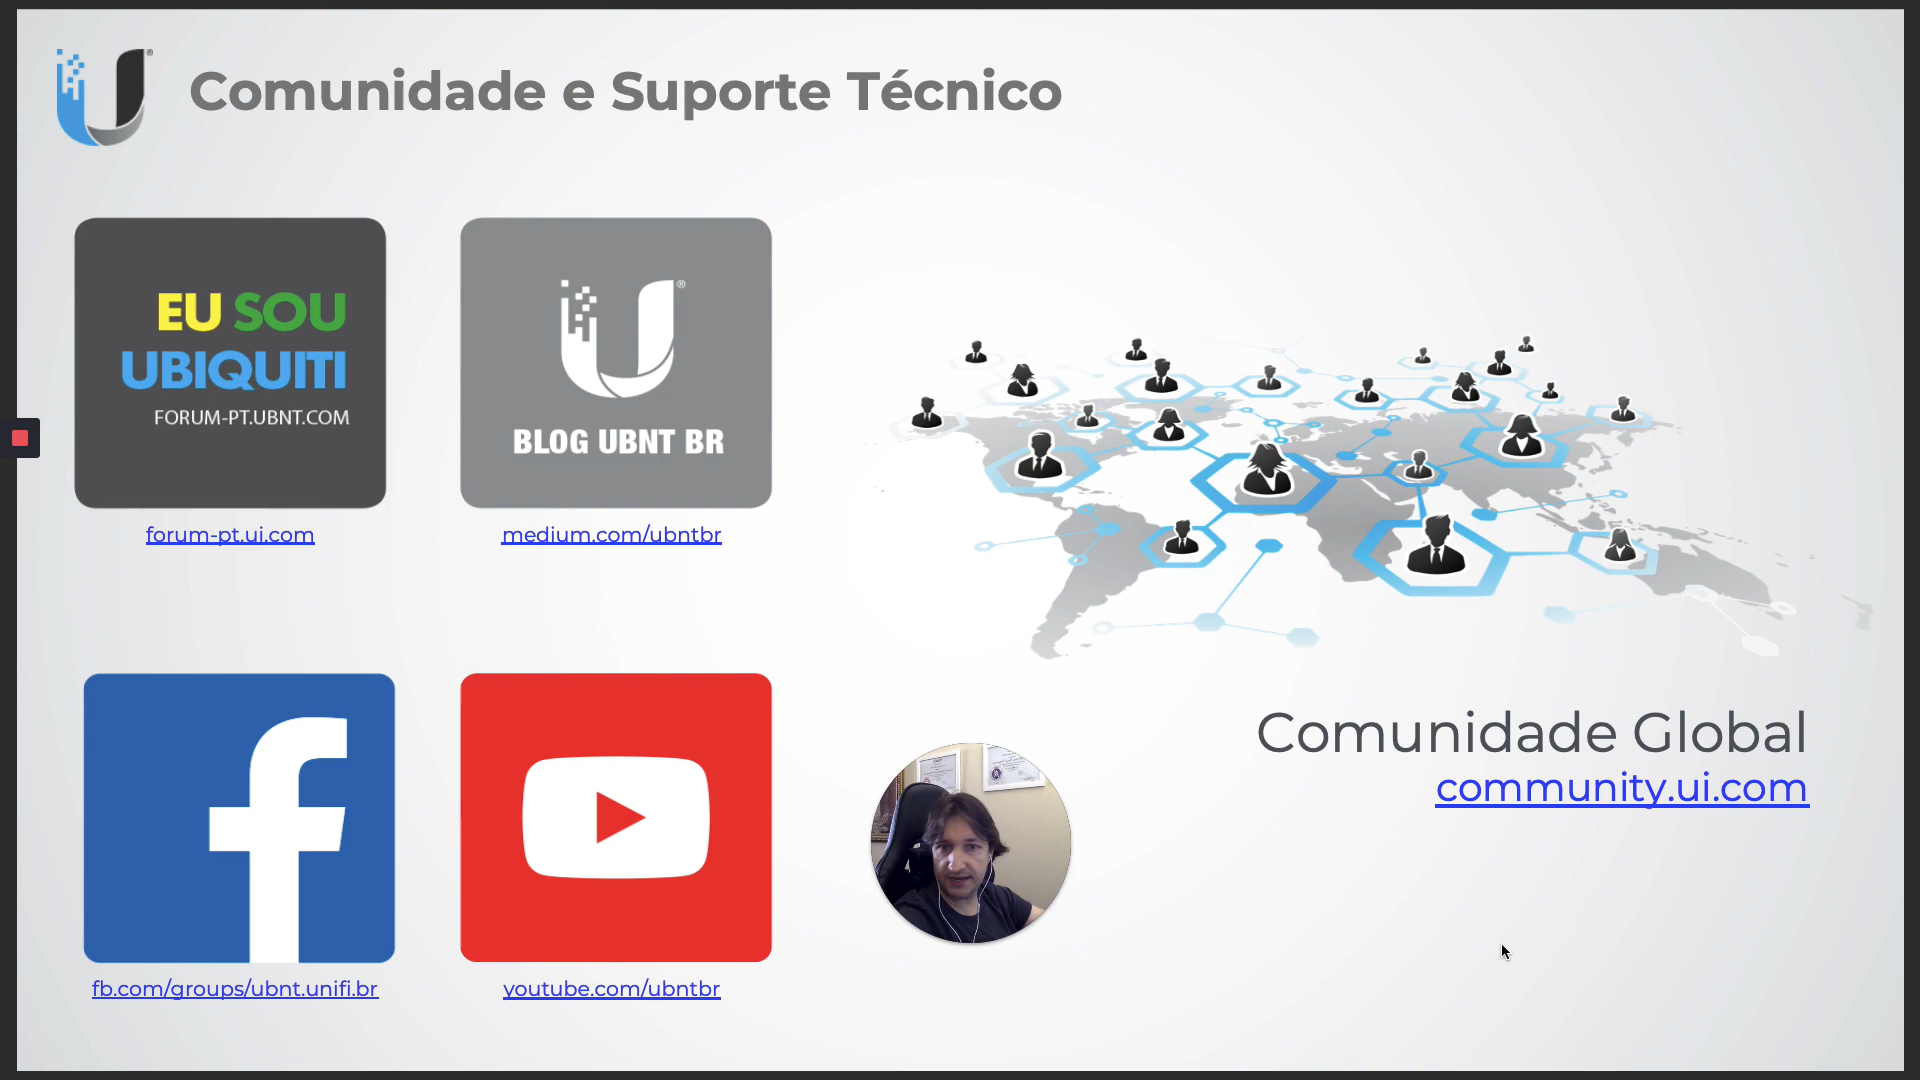 Comunidade e Suporte Técnico
EU SOU
UBIQUITI
FORUM-PT.UBNT.COM
forum-pt.ui.com
BLOG UBNT BR
medium.com/ubntbr
fb.com/groups/ubnt.unifi.br
youtube.com/ubntbr
Comunidade Global
community.ui.com